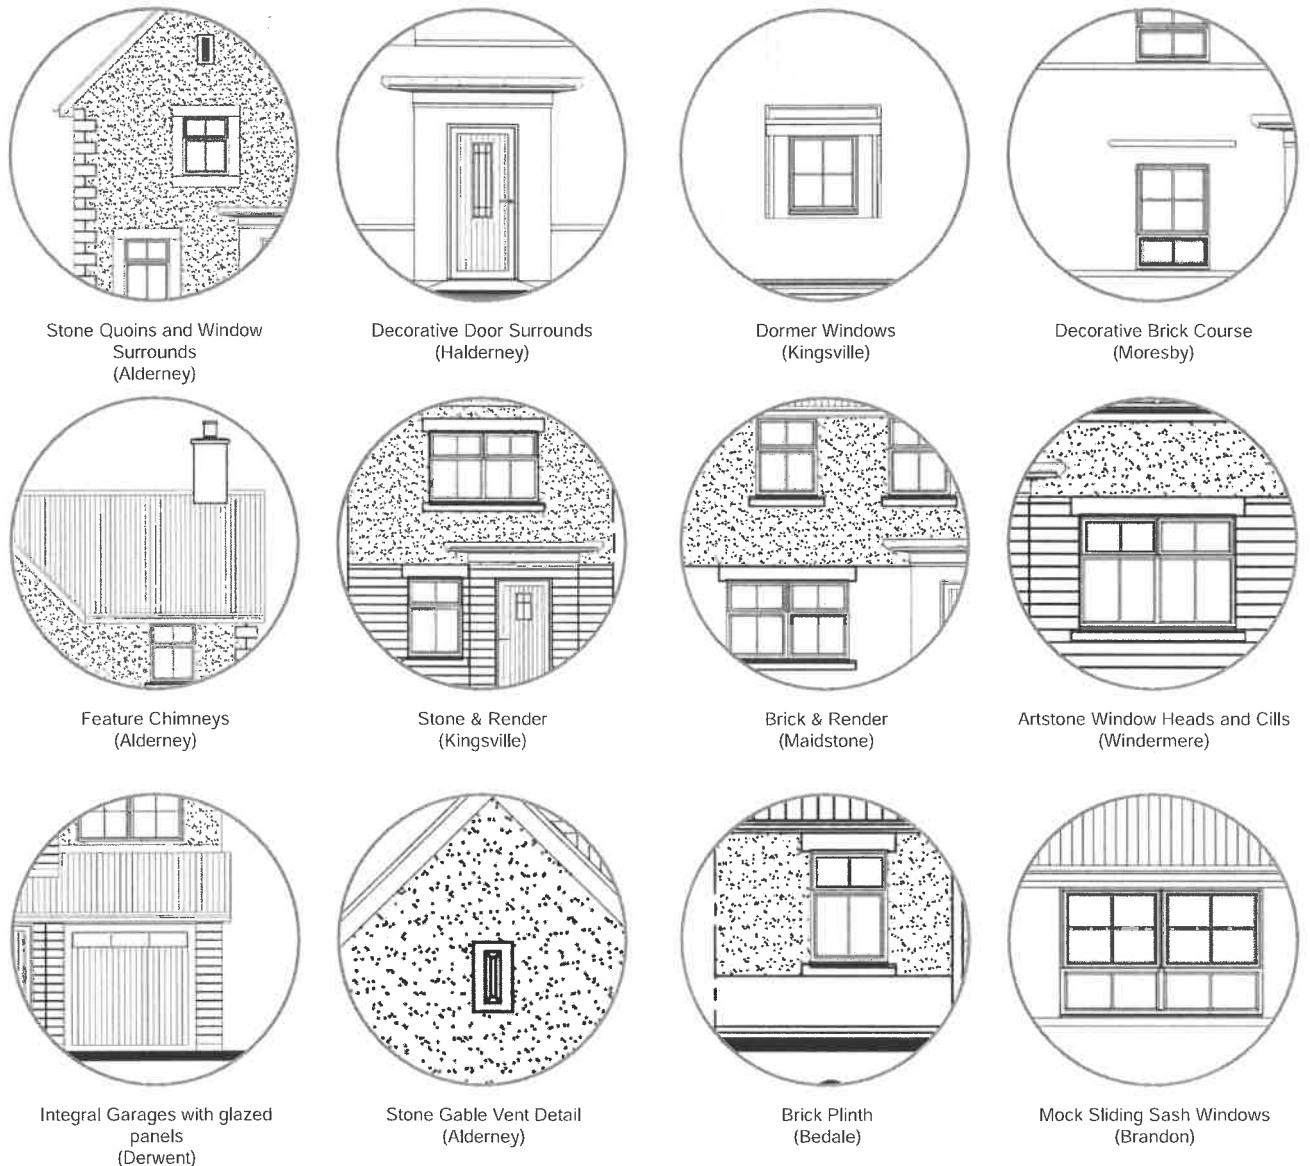 Stone Quoins and Window
Surrounds
(Alderney)
Decorative Door Surrounds
(Halderney)
Dormer Windows
(Kingsville)
Decorative Brick Course
(Moresby)
Feature Chimneys
(Alderney)
Stone & Render
(Kingsville)
Brick & Render
(Maidstone)
Artstone Window Heads and Cills
(Windermere)
Integral Garages with glazed
panels
(Derwent)
Stone Gable Vent Detail
(Alderney)
Brick Plinth
(Bedale)
Mock Sliding Sash Windows
(Brandon)